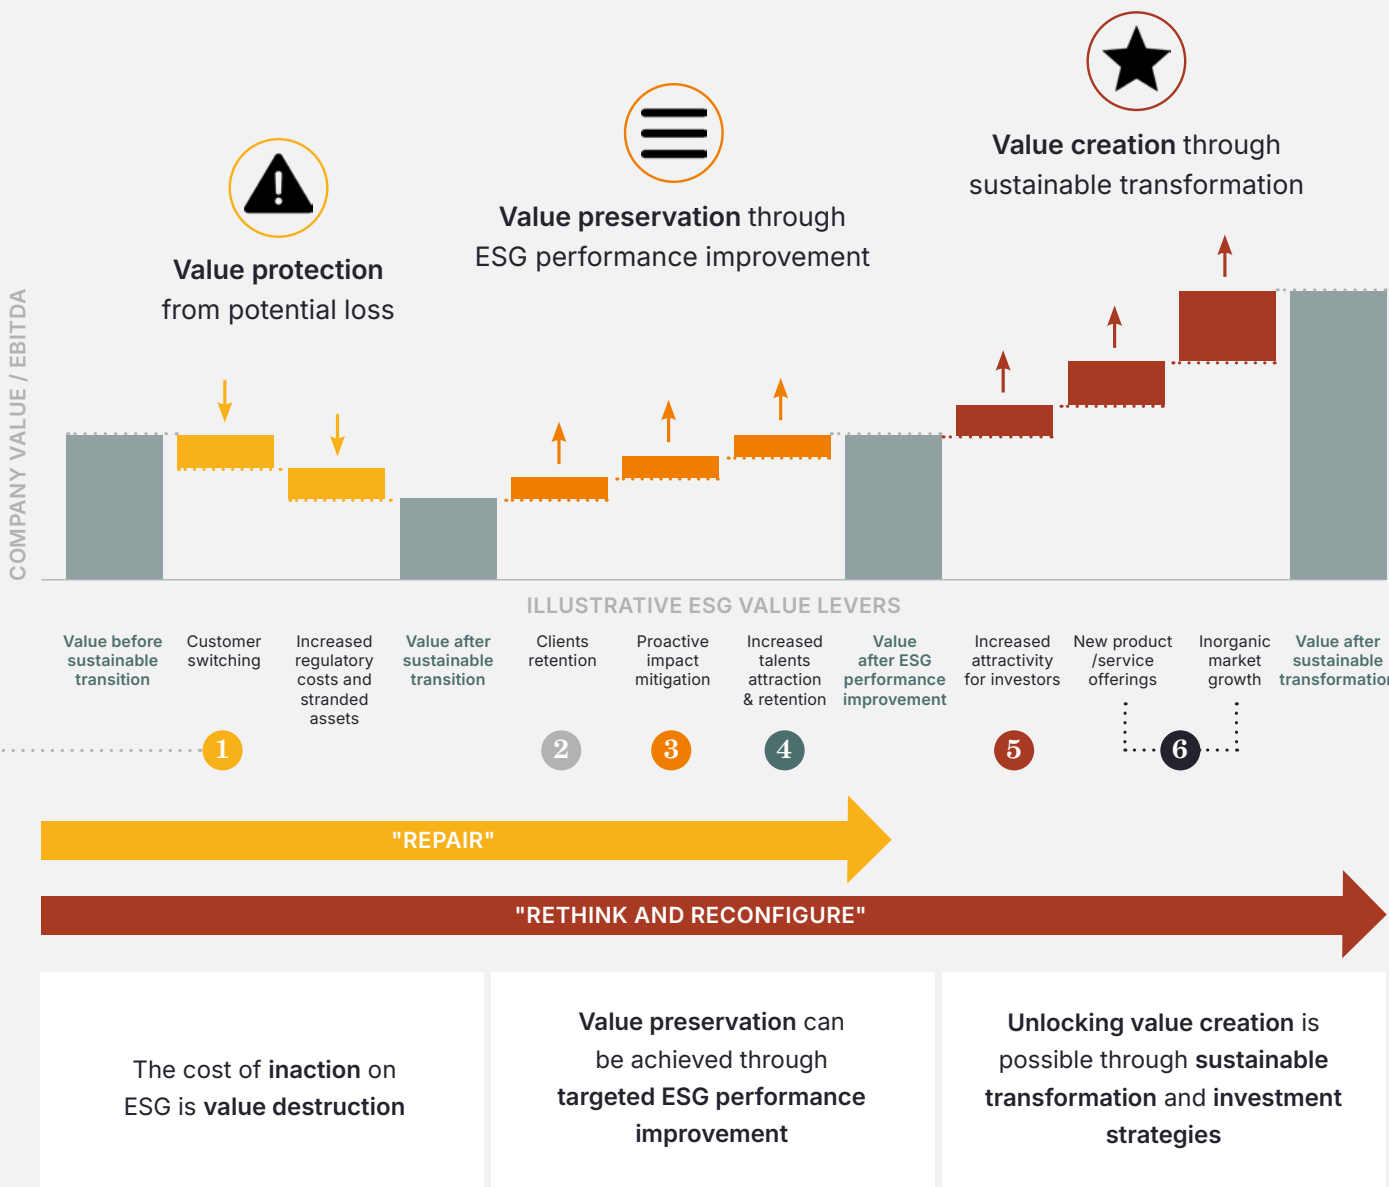 Value creation through
sustainable transformation
Value preservation through
ESG performance improvement
Value protection
from potential loss
COMPANY VALUE / EBITDA
ILLUSTRATIVE ESG VALUE LEVERS
Value before
sustainable
transition
Customer
switching
Increased
regulatory
costs and
stranded
assets
Value after
sustainable
transition
Clients
retention
Proactive
impact
mitigation
Increased
talents
attraction
& retention
Value
after ESG
performance
improvement
Increased
attractivity
for investors
New product
/service
offerings
Inorganic
market
growth
Value after
sustainable
transformation
1
2
3
4
5
6
"REPAIR"
"RETHINK AND RECONFIGURE"
The cost of inaction on
ESG is value destruction
Value preservation can
be achieved through
targeted ESG performance
improvement
Unlocking value creation is
possible through sustainable
transformation and investment
strategies